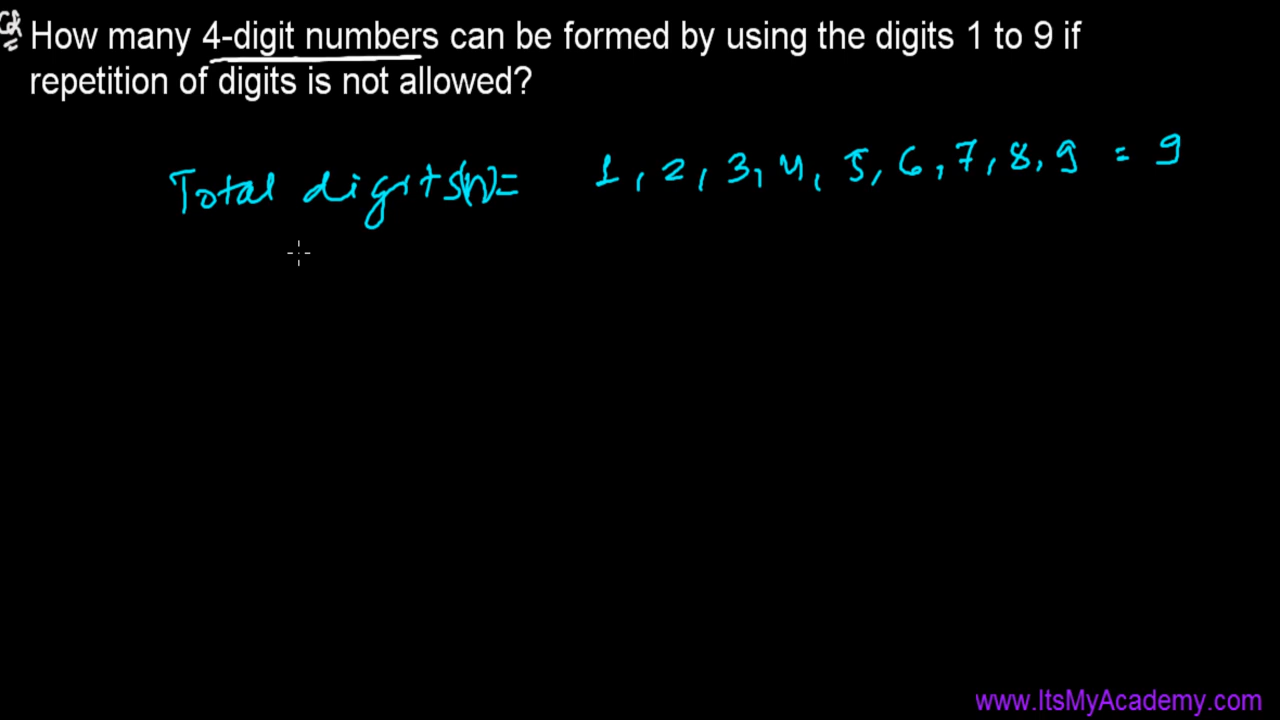 How many 4-digit numbers can be formed by using the digits 1 to 9 if
repetition of digits is not allowed?
Total digits(n)= 1, 2, 3, 4, 5, 6, 7, 8, 9 = 9
www.ItsMyAcademy.com